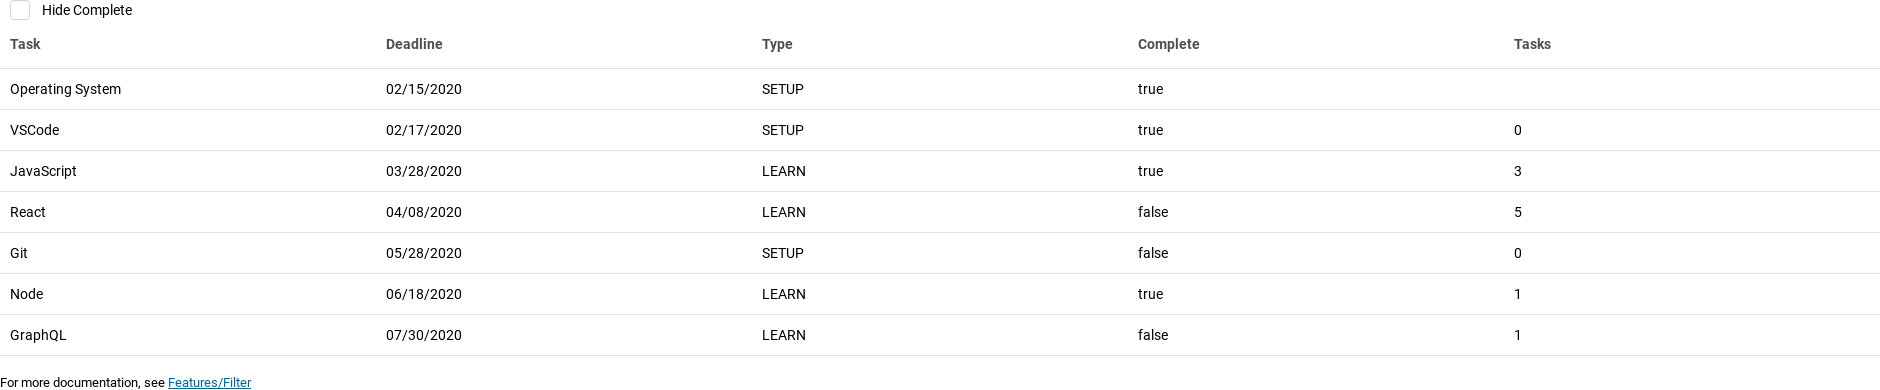 Hide Complete
Task Deadline Type Complete Tasks
Operating System 02/15/2020 SETUP true
VSCode 02/17/2020 SETUP true 0
JavaScript 03/28/2020 LEARN true 3
React 04/08/2020 LEARN false 5
Git 05/28/2020 SETUP false 0
Node 06/18/2020 LEARN true 1
GraphQL 07/30/2020 LEARN false 1
For more documentation, see Features/Filter